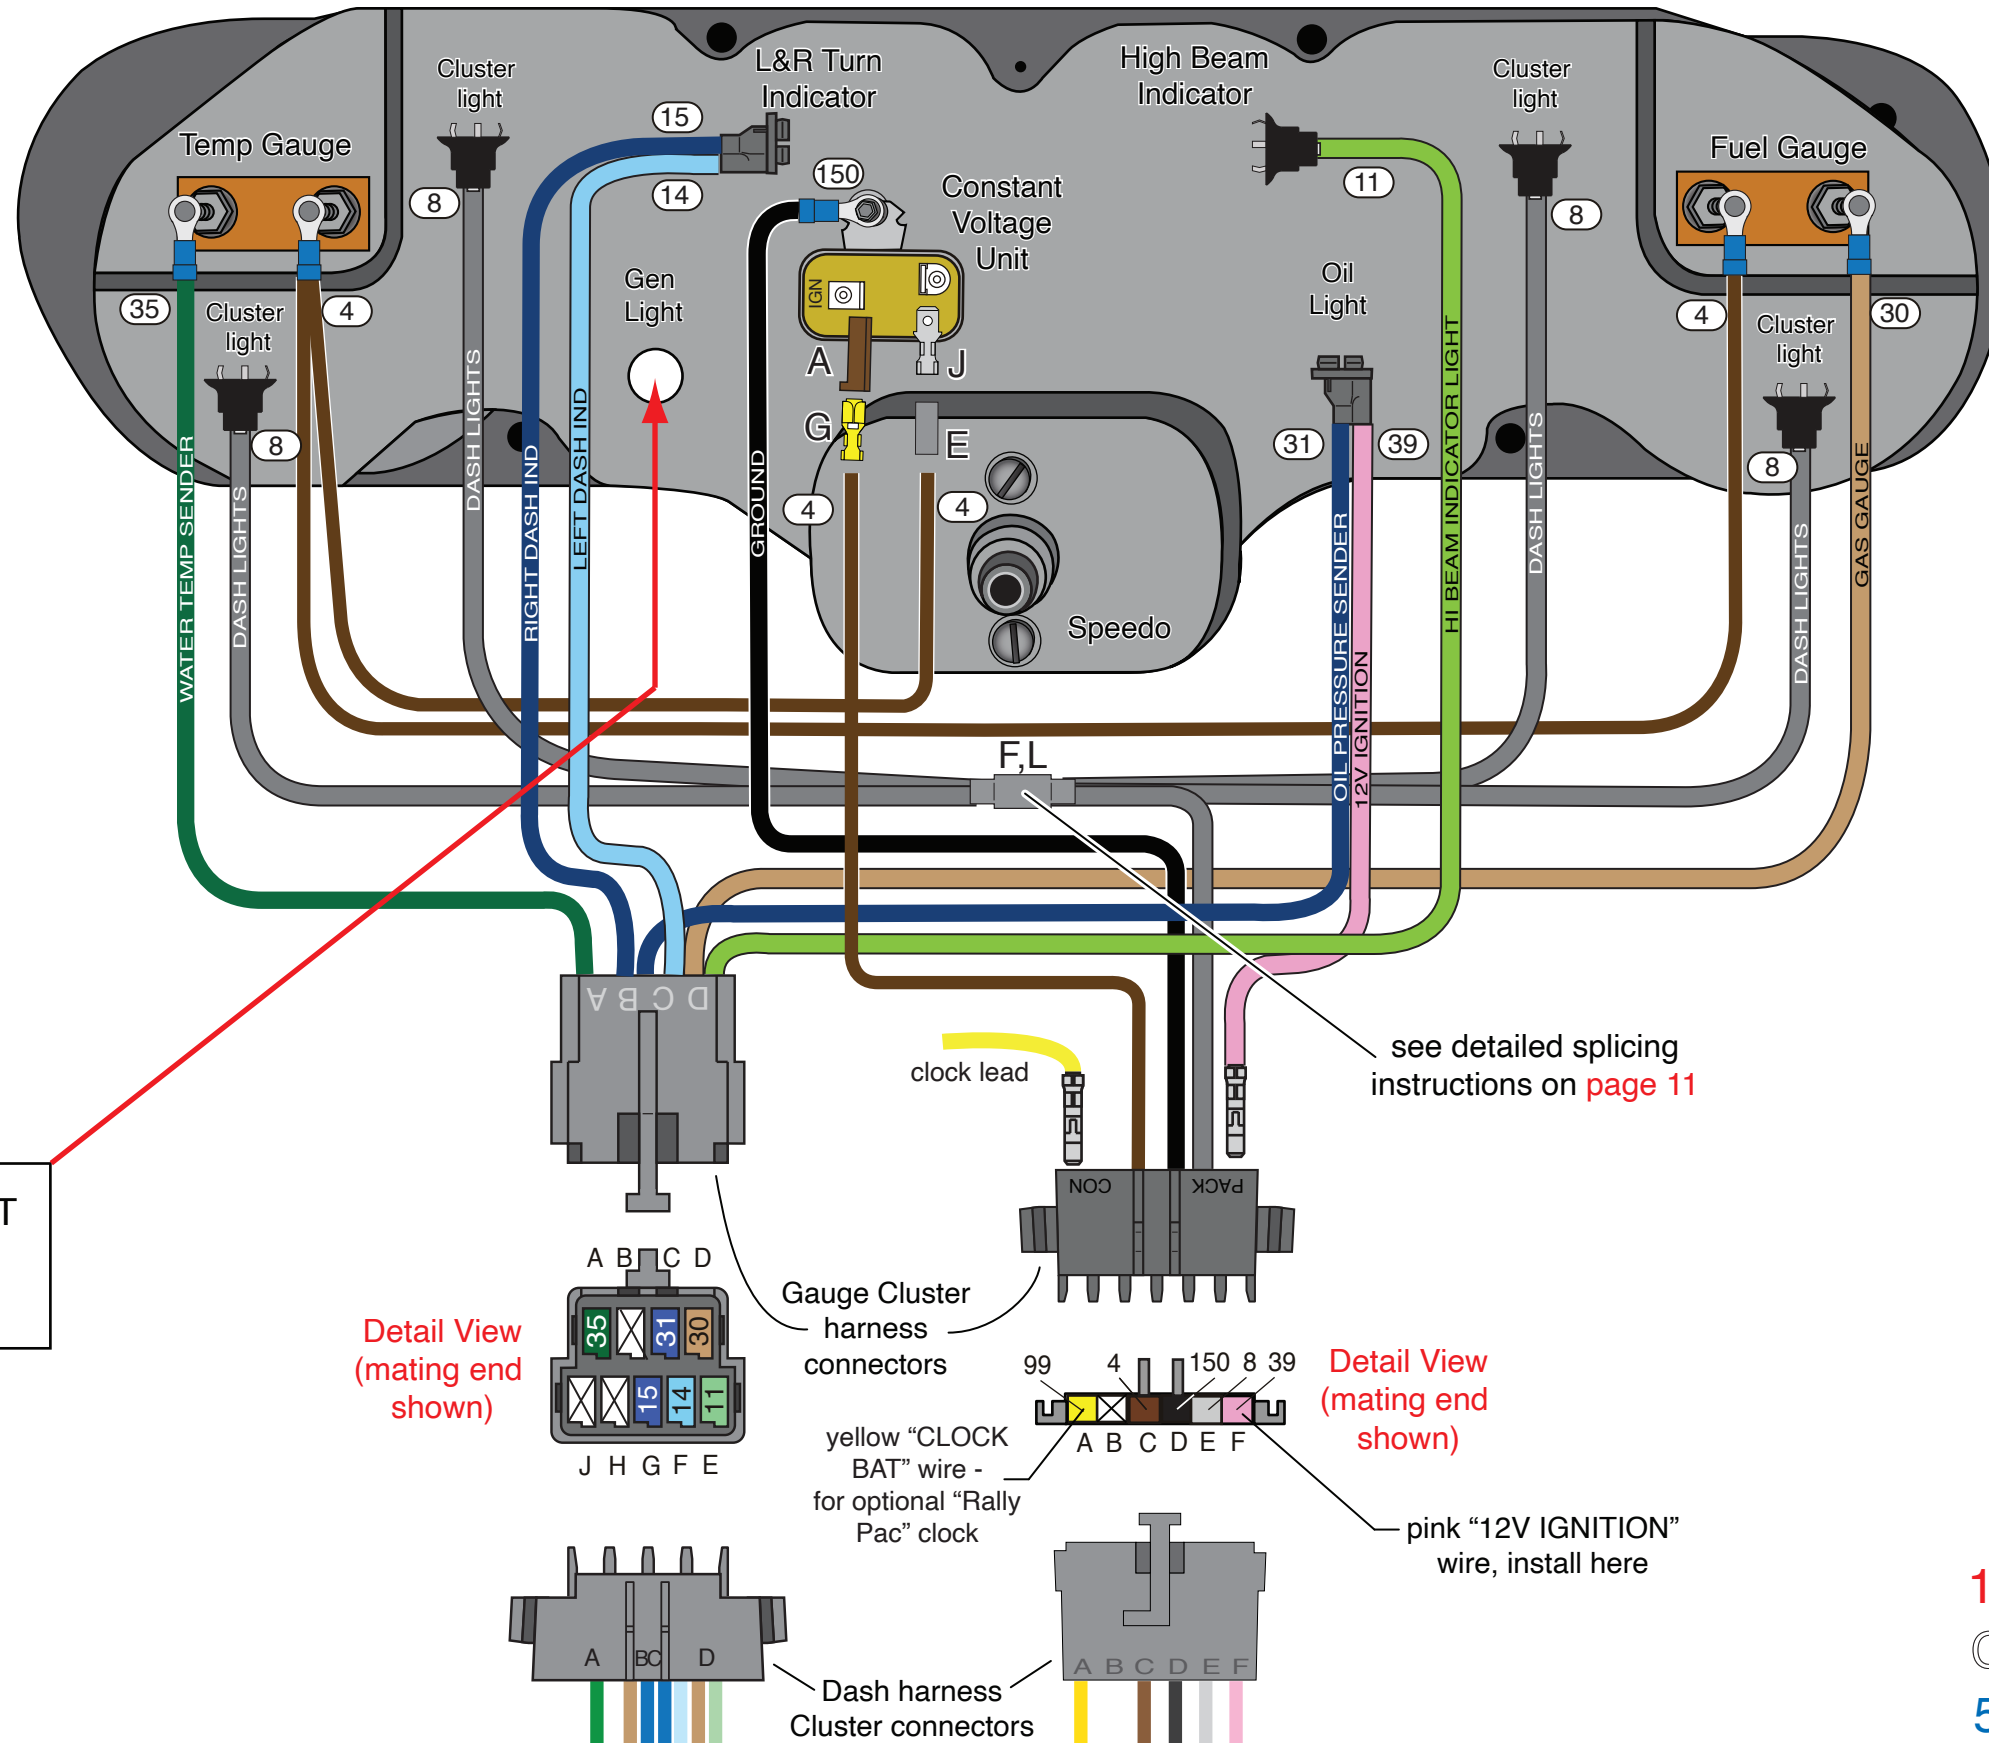 L&R Turn
Indicator
High Beam
Indicator
Cluster
light
Cluster
light
Temp Gauge
Fuel Gauge
15
14
150
11
8
8
Constant
Voltage
Unit
IGN
Gen
Light
Oil
Light
35
4
4
30
Cluster
light
Cluster
light
A
J
G
E
8
31
39
8
4
4
WATER TEMP SENDER
DASH LIGHTS
DASH LIGHTS
RIGHT DASH IND
LEFT DASH IND
GROUND
OIL PRESSURE SENDER
12V IGNITION
HI BEAM INDICATOR LIGHT
DASH LIGHTS
DASH LIGHTS
GAS GAUGE
Speedo
F,L
A B C D
clock lead
see detailed splicing
instructions on page 11
T
CON
PACK
A B C D
Gauge Cluster
harness
connectors
Detail View
(mating end
shown)
35 31 30
15 14 11
J H G F E
99 4 150 8 39
Detail View
(mating end
shown)
A B C D E F
yellow “CLOCK
BAT” wire -
for optional “Rally
Pac” clock
pink “12V IGNITION”
wire, install here
A BC D
A B C D E F
Dash harness
Cluster connectors
1
5